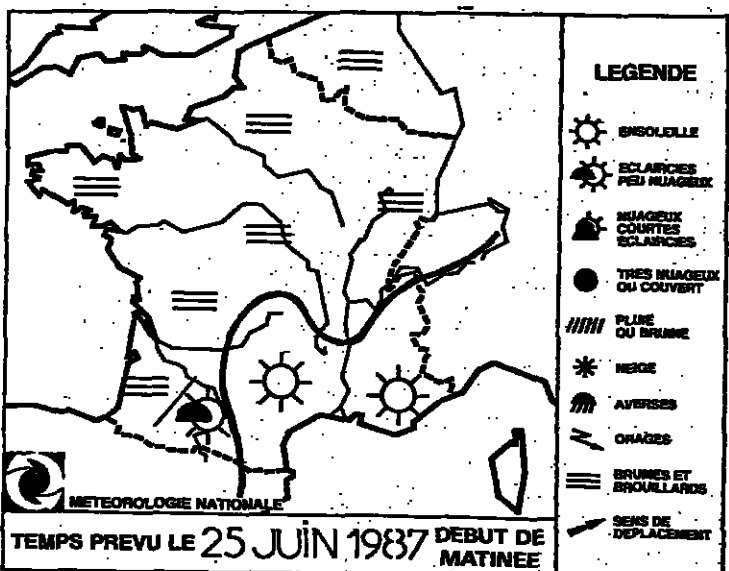 LEGENDE
ENSOLEILLE
ECLAIRCIES
PEU NUAGEUX
NUAGEUX
COURTES
ECLAIRCIES
TRES NUAGEUX
OU COUVERT
PLUIE
OU BRUINE
NEIGE
AVERSES
ORAGES
BRUMES ET
BROUILLARDS
SENS DE
DEPLACEMENT
METEOROLOGIE NATIONALE
TEMPS PREVU LE 25 JUIN 1987 DEBUT DE
MATINEE